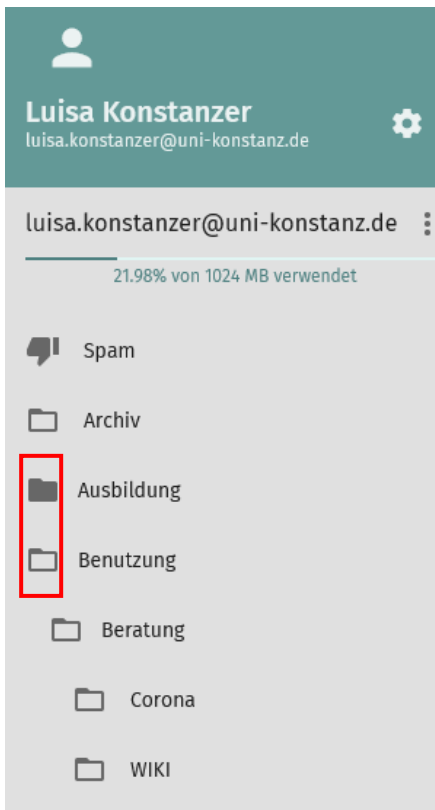 Luisa Konstanzer
luisa.konstanzer@uni-konstanz.de
luisa.konstanzer@uni-konstanz.de
21.98% von 1024 MB verwendet
Spam
Archiv
Ausbildung
Benutzung
Beratung
Corona
WIKI